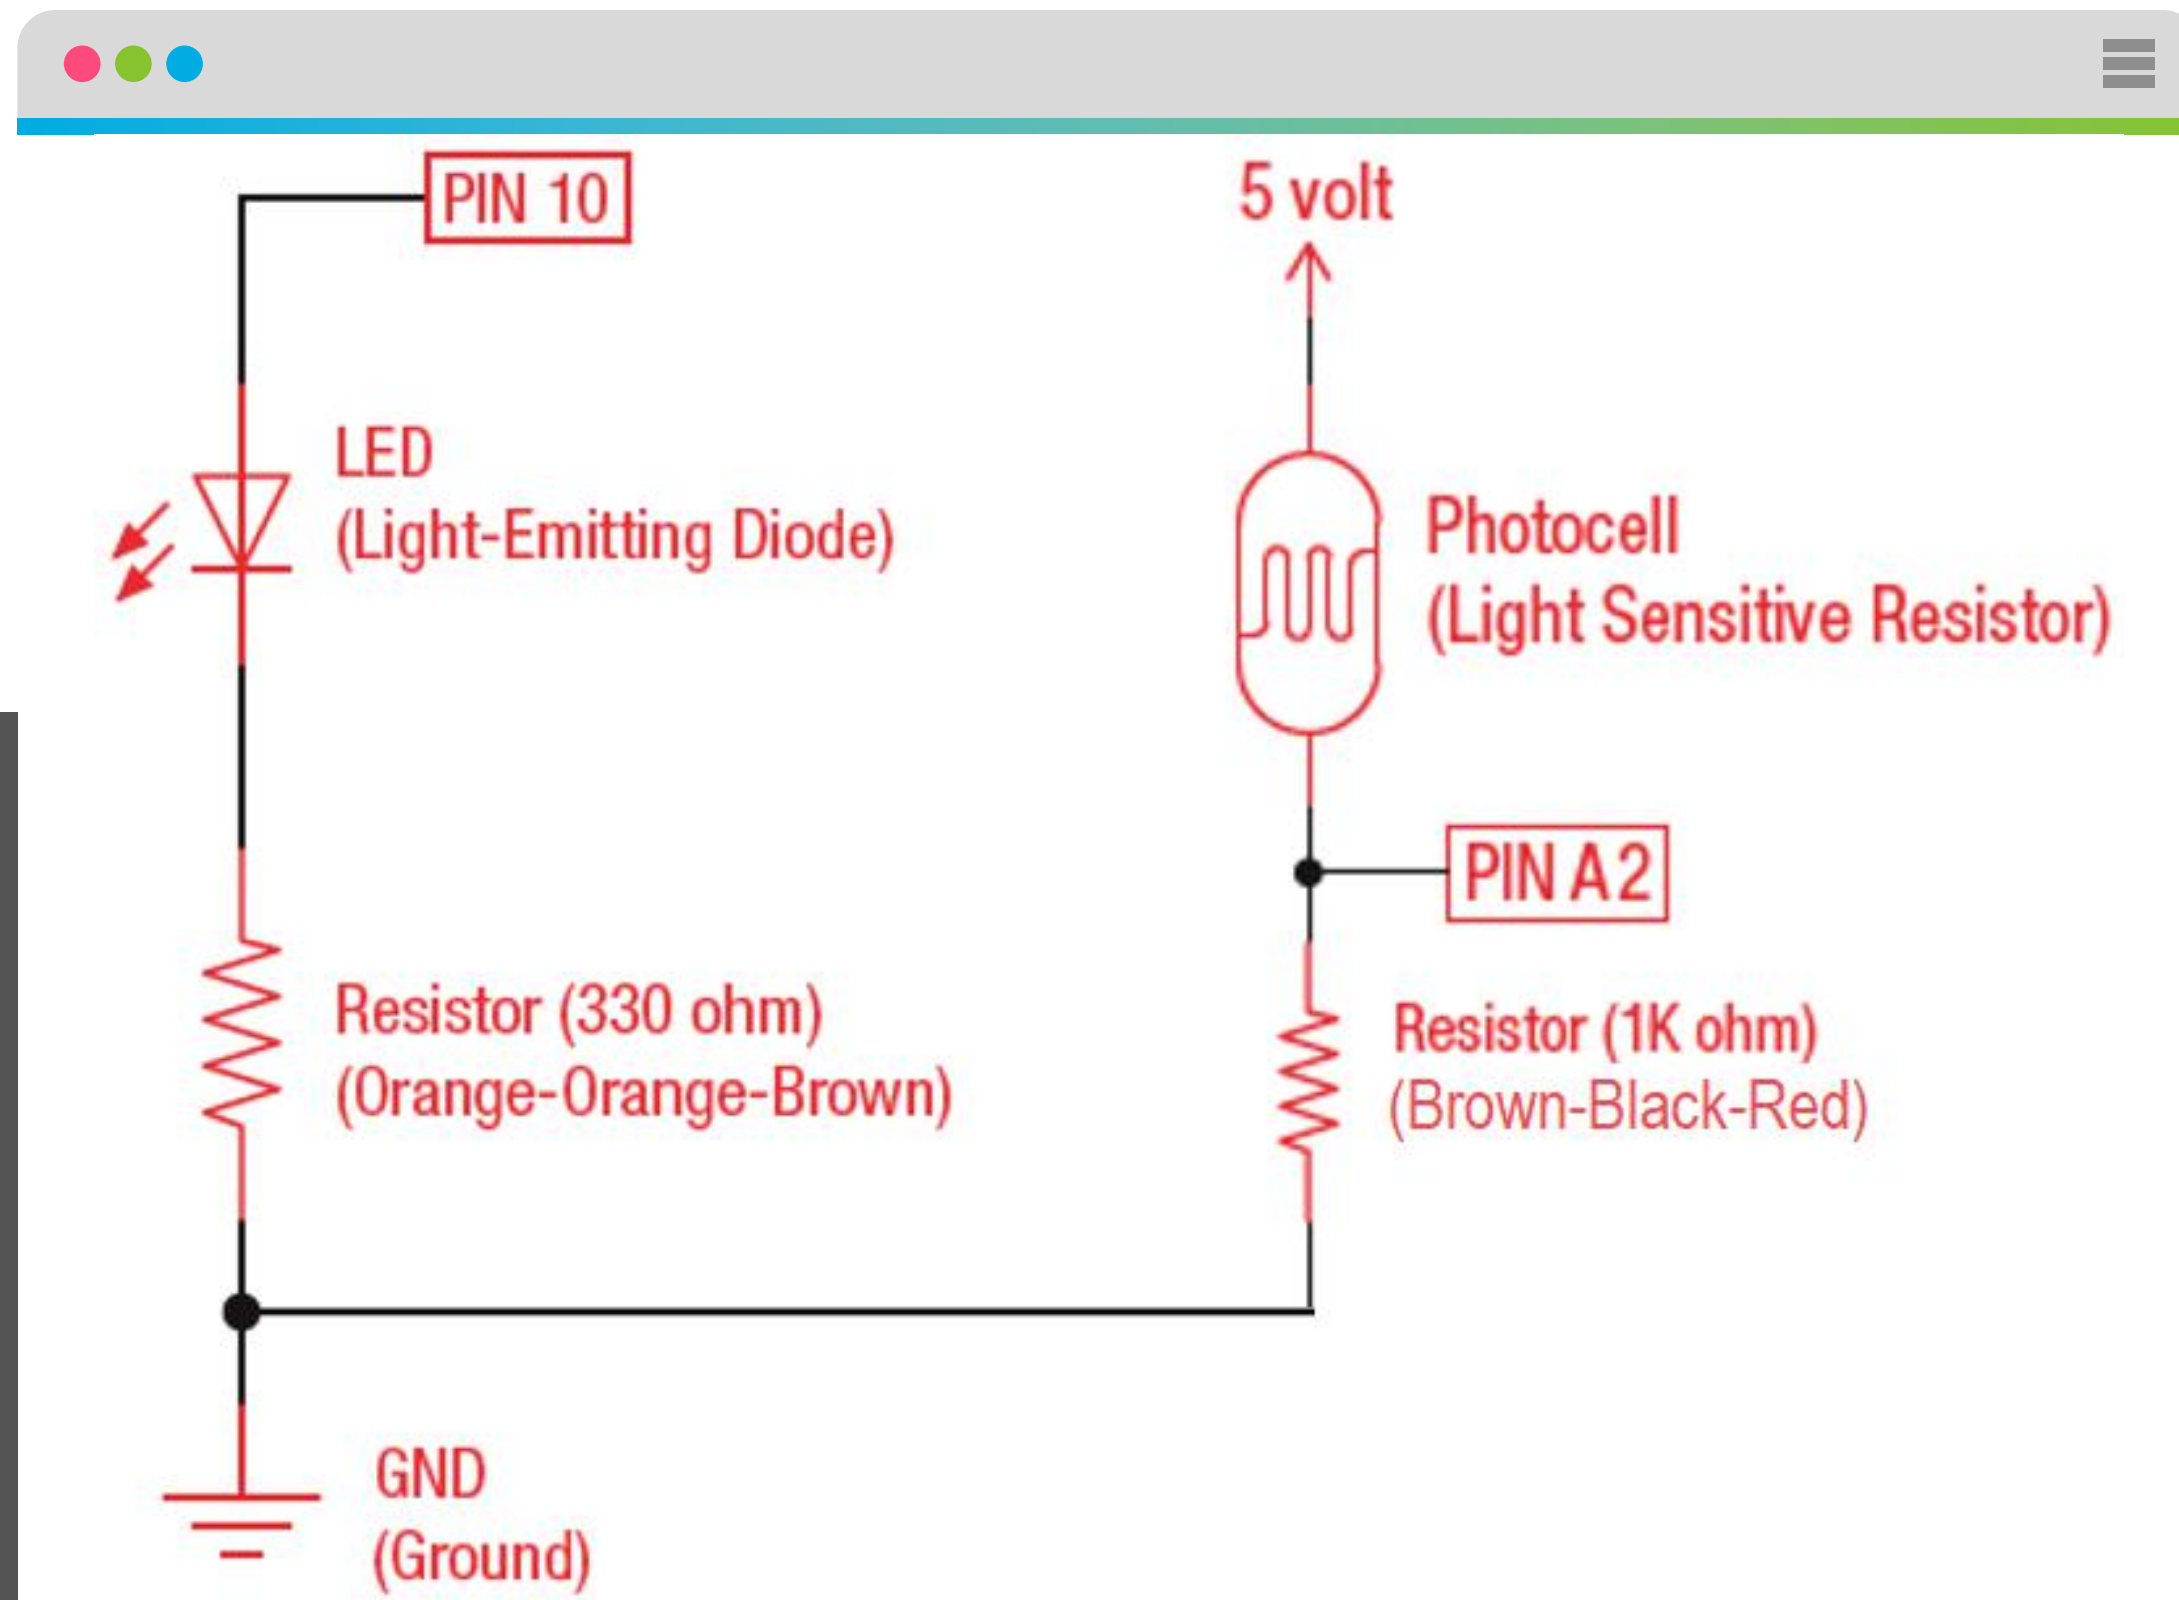 PIN 10
5 volt
LED
(Light-Emitting Diode)
Photocell
(Light Sensitive Resistor)
PIN A2
Resistor (330 ohm)
(Orange-Orange-Brown)
Resistor (1K ohm)
(Brown-Black-Red)
GND
(Ground)